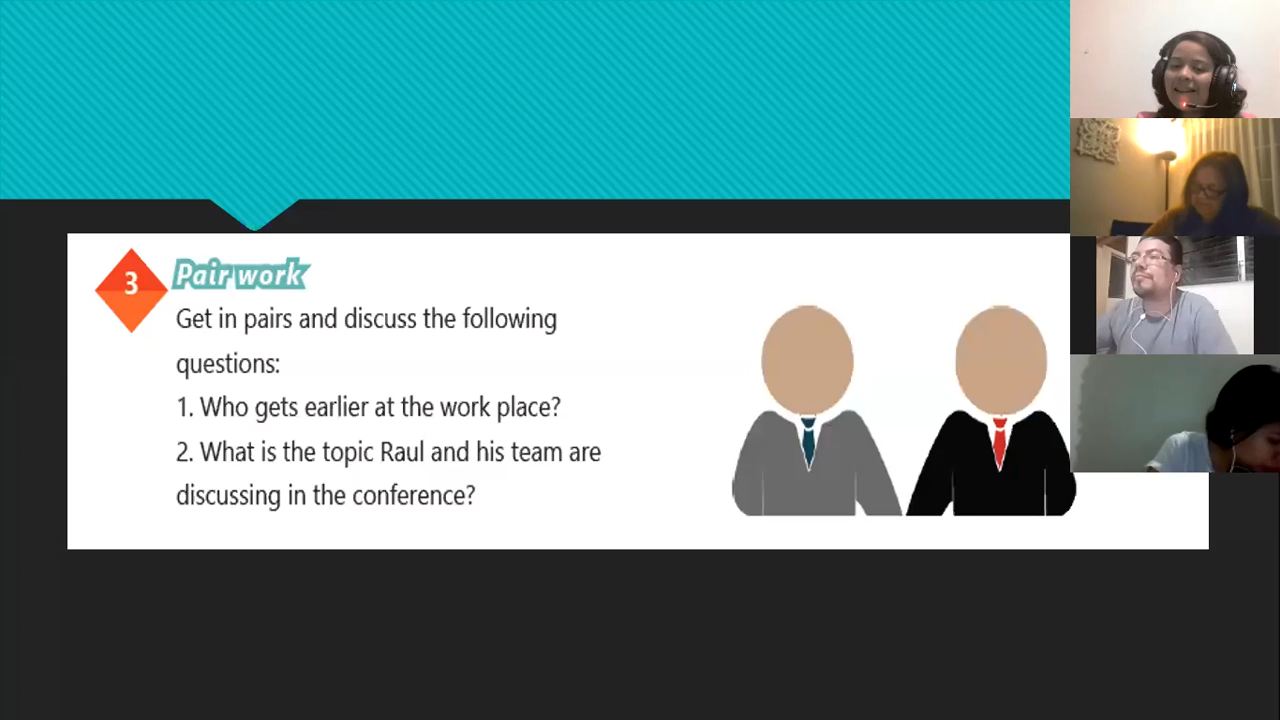 3
Pair work
Get in pairs and discuss the following
questions:
1. Who gets earlier at the work place?
2. What is the topic Raul and his team are
discussing in the conference?